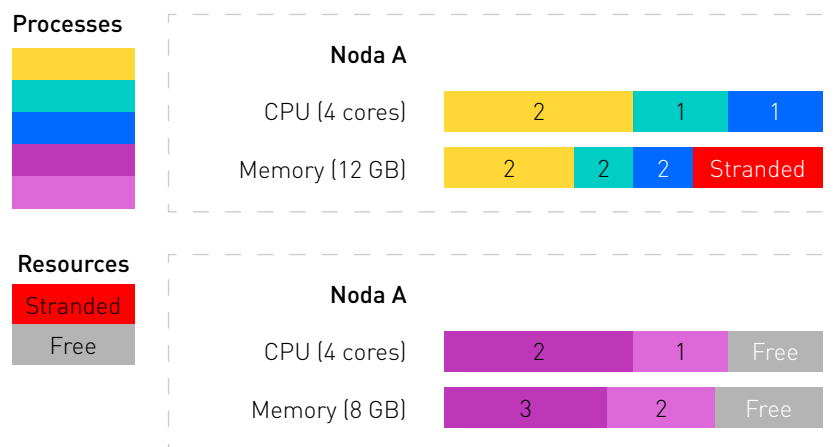 Processes
Noda A
CPU (4 cores)
2 1 1
Memory (12 GB)
2 2 2 Stranded
Resources
Stranded
Free
Noda A
CPU (4 cores)
2 1 Free
Memory (8 GB)
3 2 Free